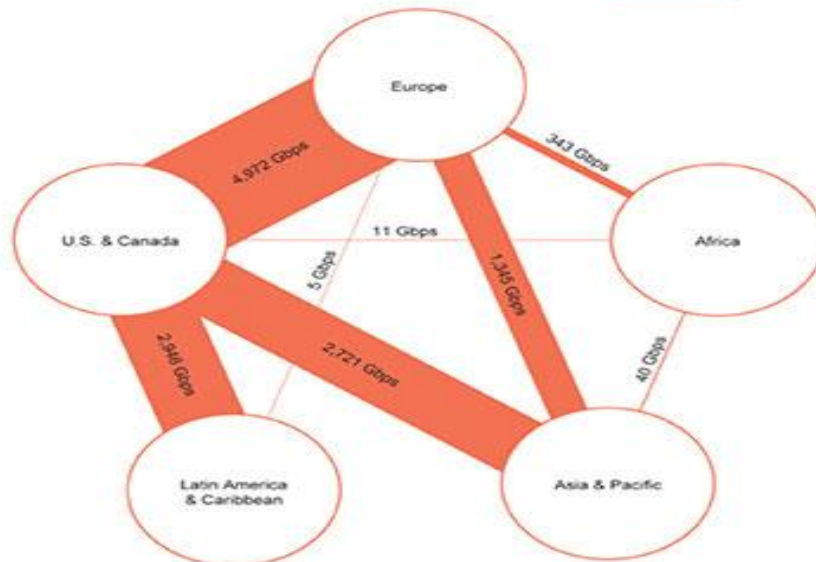 Europe
4,972 Gbps
343 Gbps
U.S. & Canada
11 Gbps
Africa
5 Gbps
1,345 Gbps
2,946 Gbps
2,721 Gbps
40 Gbps
Latin America
& Caribbean
Asia & Pacific